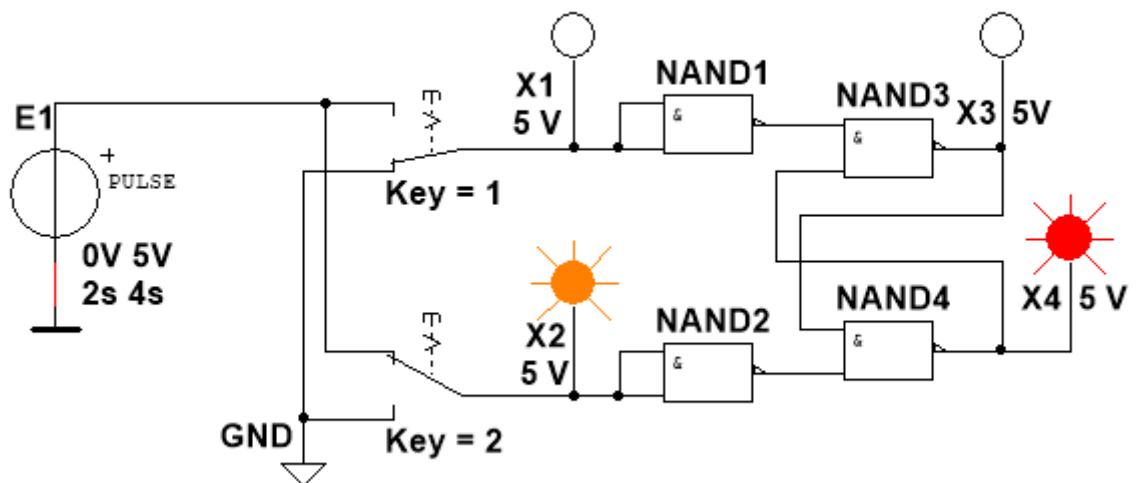 E1
PULSE
0V 5V
2s 4s
GND
Key = 1
Key = 2
X1
5 V
X2
5 V
NAND1
&
NAND2
&
NAND3
&
NAND4
&
X3 5V
X4 5 V